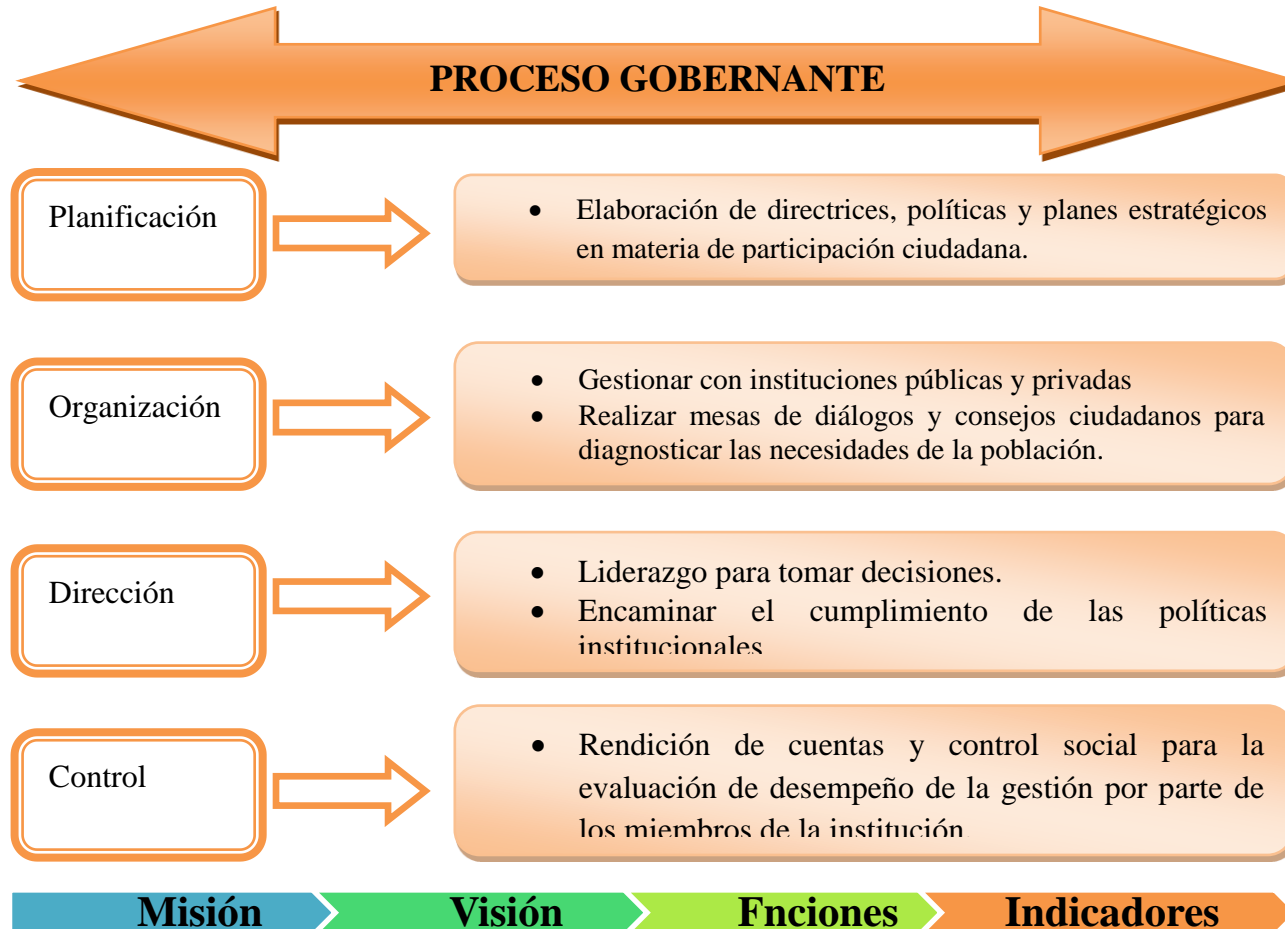 PROCESO GOBERNANTE
Planificación
• Elaboración de directrices, políticas y planes estratégicos
en materia de participación ciudadana.
Organización
• Gestionar con instituciones públicas y privadas
• Realizar mesas de diálogos y consejos ciudadanos para
diagnosticar las necesidades de la población.
Dirección
• Liderazgo para tomar decisiones.
• Encaminar el cumplimiento de las políticas
institucionales
Control
• Rendición de cuentas y control social para la
evaluación de desempeño de la gestión por parte de
los miembros de la institución.
Misión Visión Fnciones Indicadores